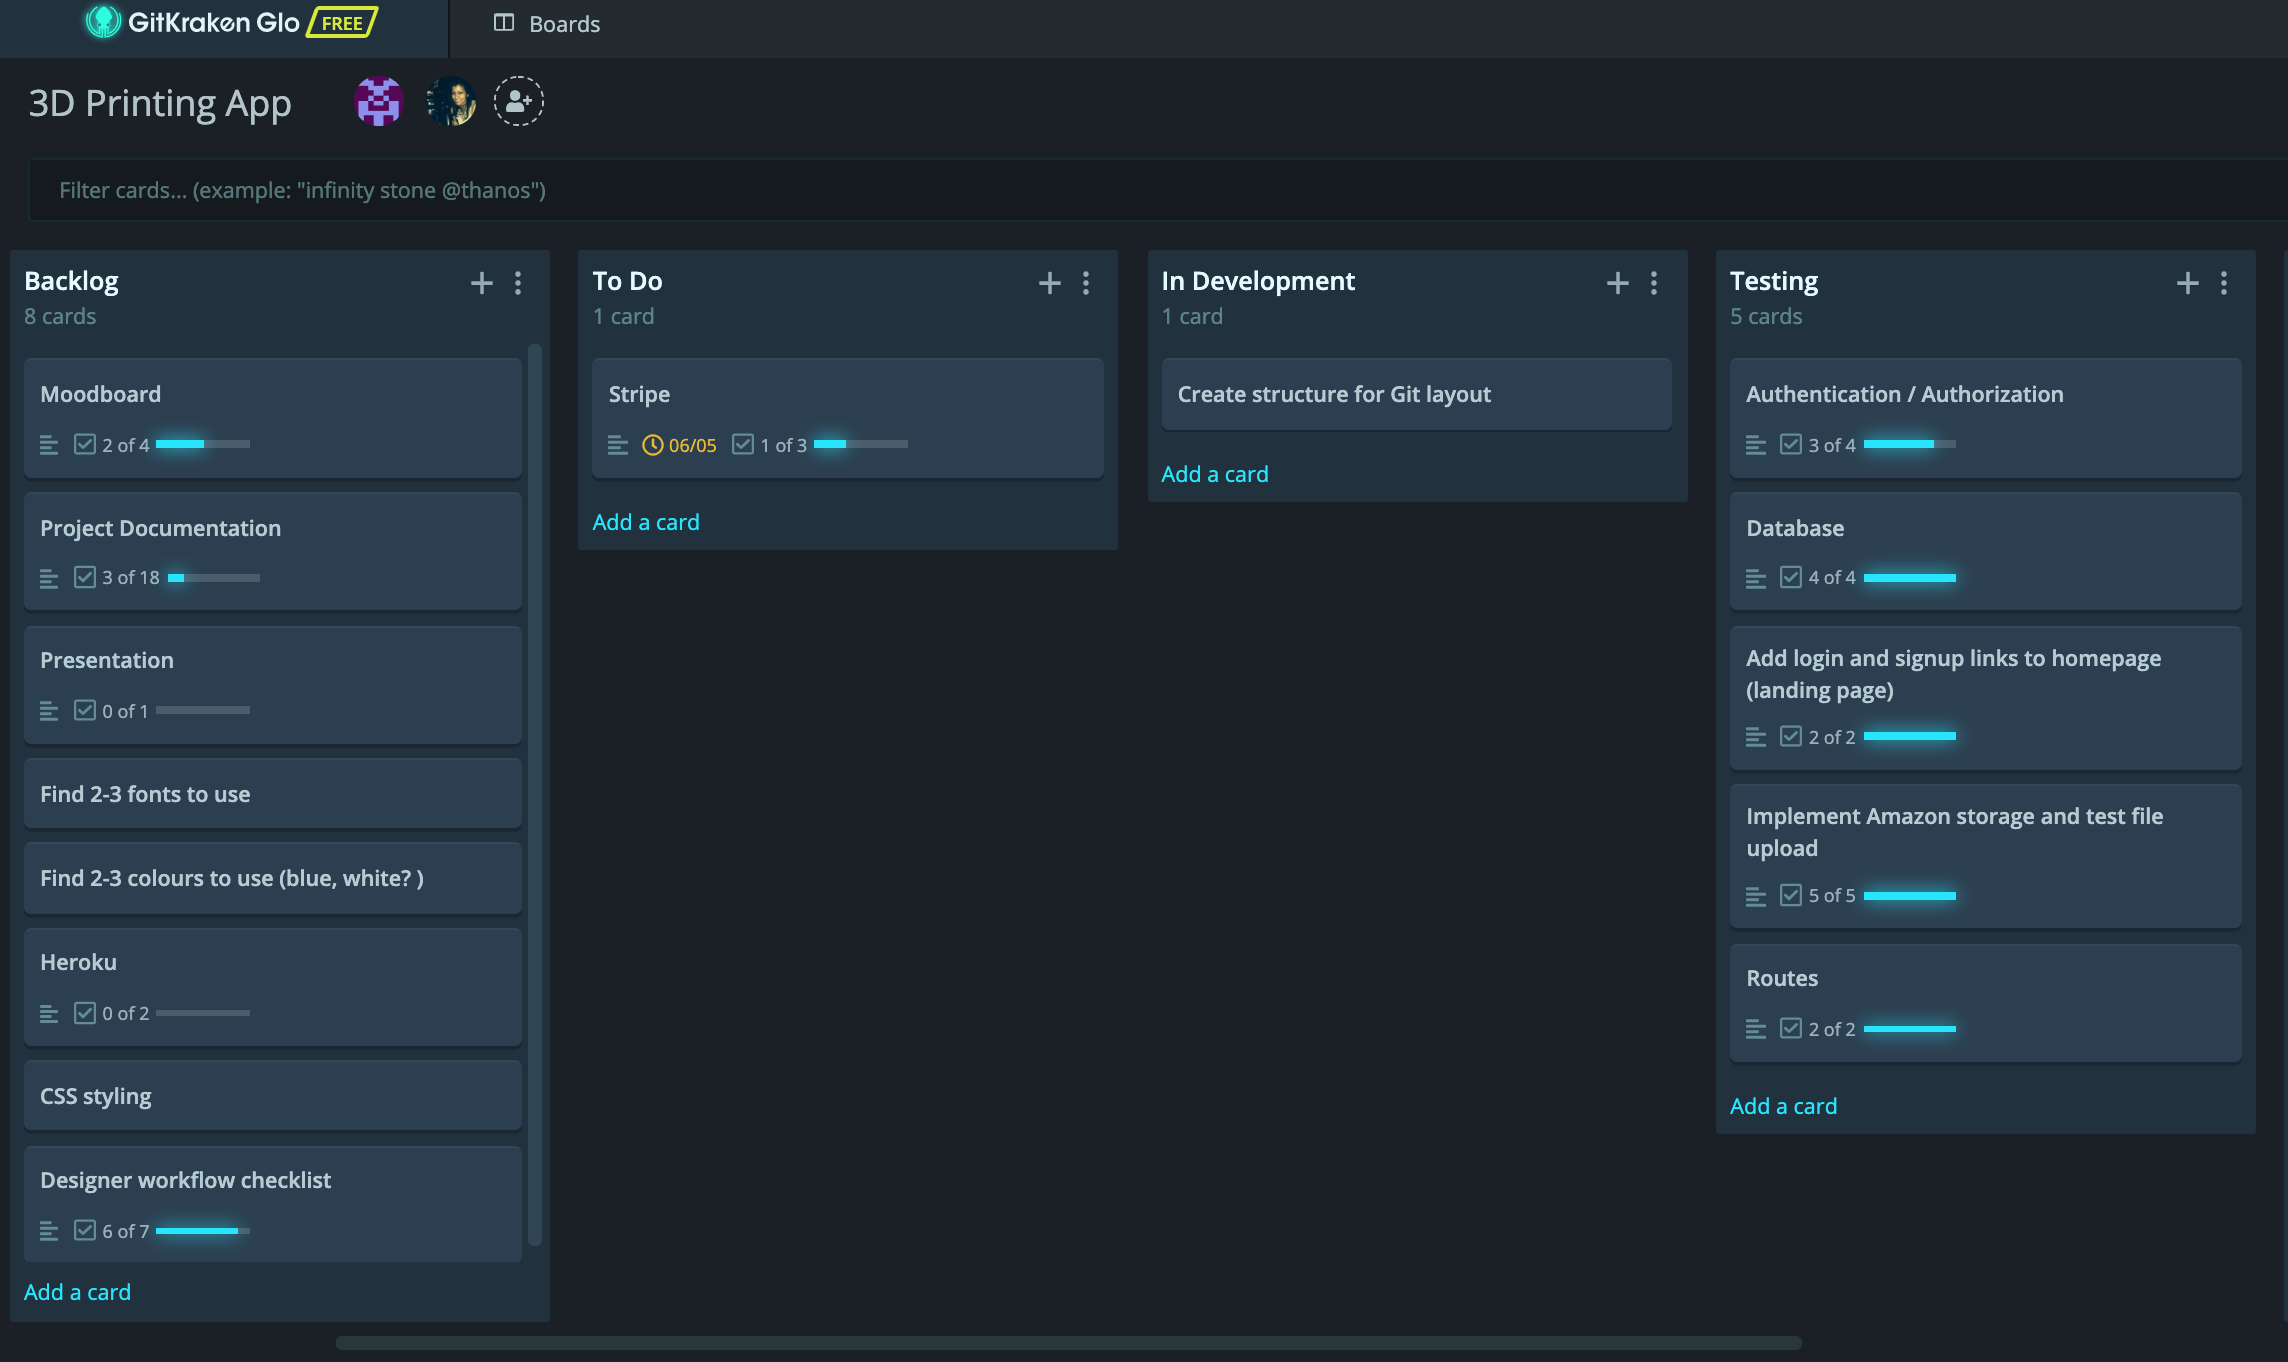 GitKraken Glo FREE
Boards
3D Printing App
Filter cards... (example: "infinity stone @thanos")
Backlog
8 cards
Moodboard
2 of 4
Project Documentation
3 of 18
Presentation
0 of 1
Find 2-3 fonts to use
Find 2-3 colours to use (blue, white? )
Heroku
0 of 2
CSS styling
Designer workflow checklist
6 of 7
Add a card
To Do
1 card
Stripe
06/05 1 of 3
Add a card
In Development
1 card
Create structure for Git layout
Add a card
Testing
5 cards
Authentication / Authorization
3 of 4
Database
4 of 4
Add login and signup links to homepage
(landing page)
2 of 2
Implement Amazon storage and test file
upload
5 of 5
Routes
2 of 2
Add a card